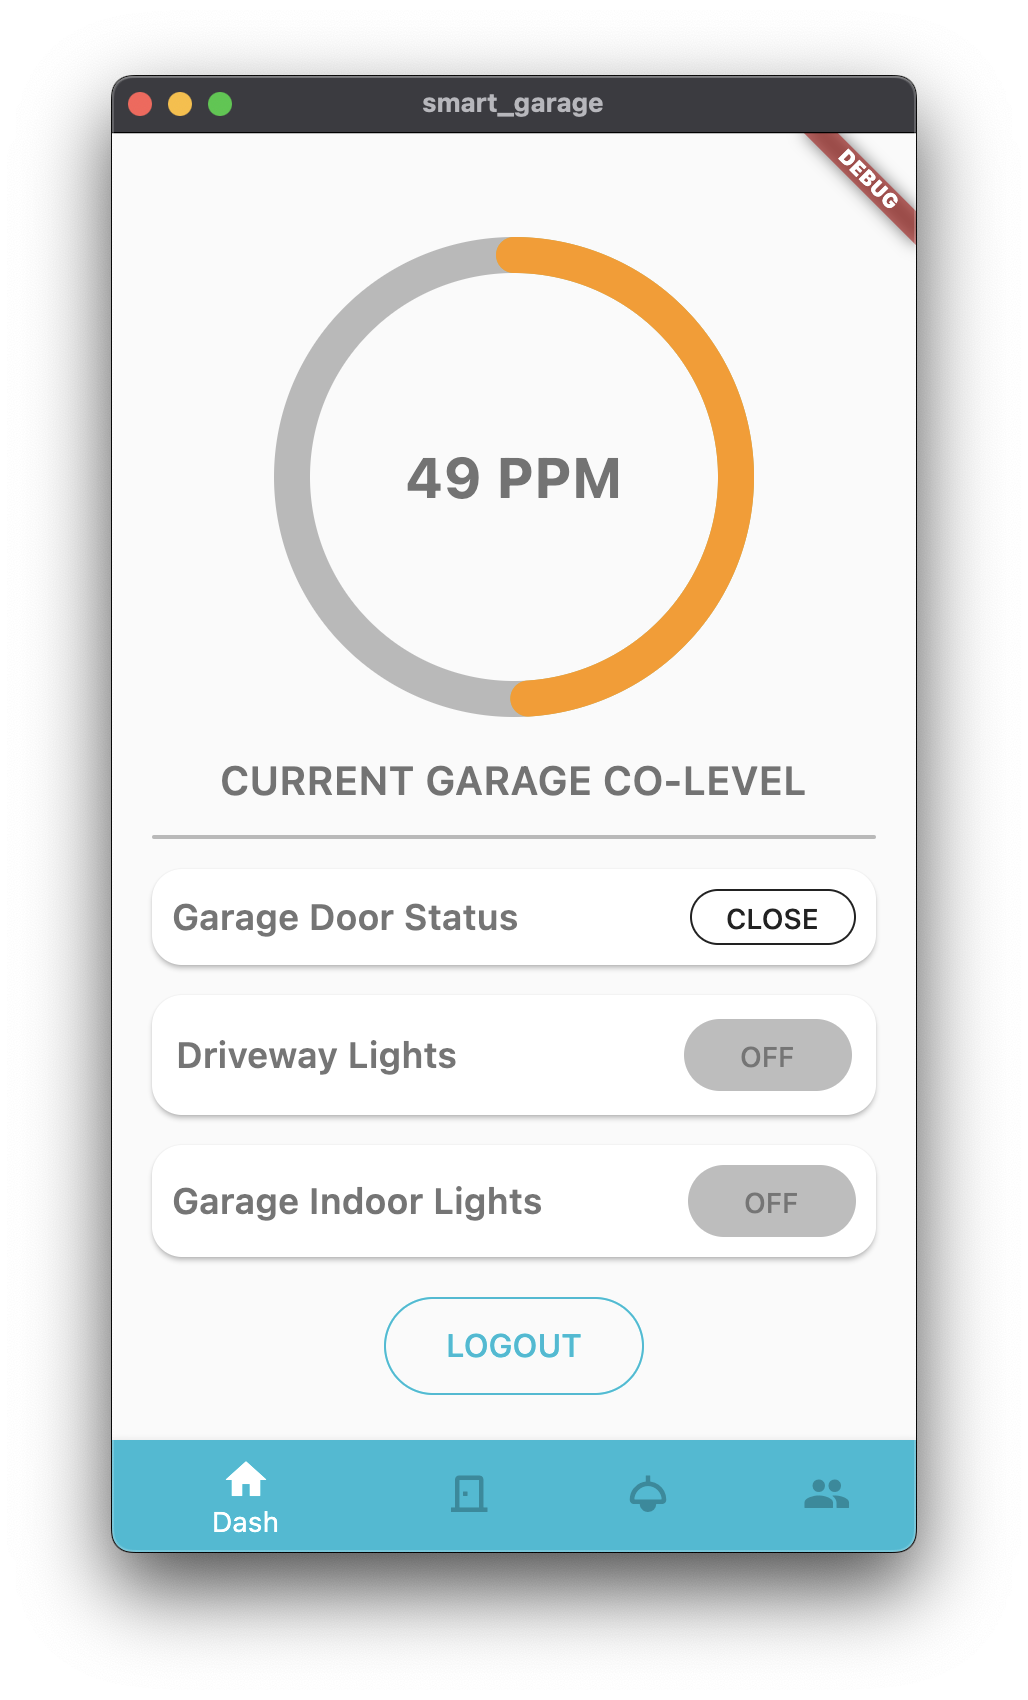 smart_garage
DEBUG
49 PPM
CURRENT GARAGE CO-LEVEL
Garage Door Status CLOSE
Driveway Lights OFF
Garage Indoor Lights OFF
LOGOUT
Dash